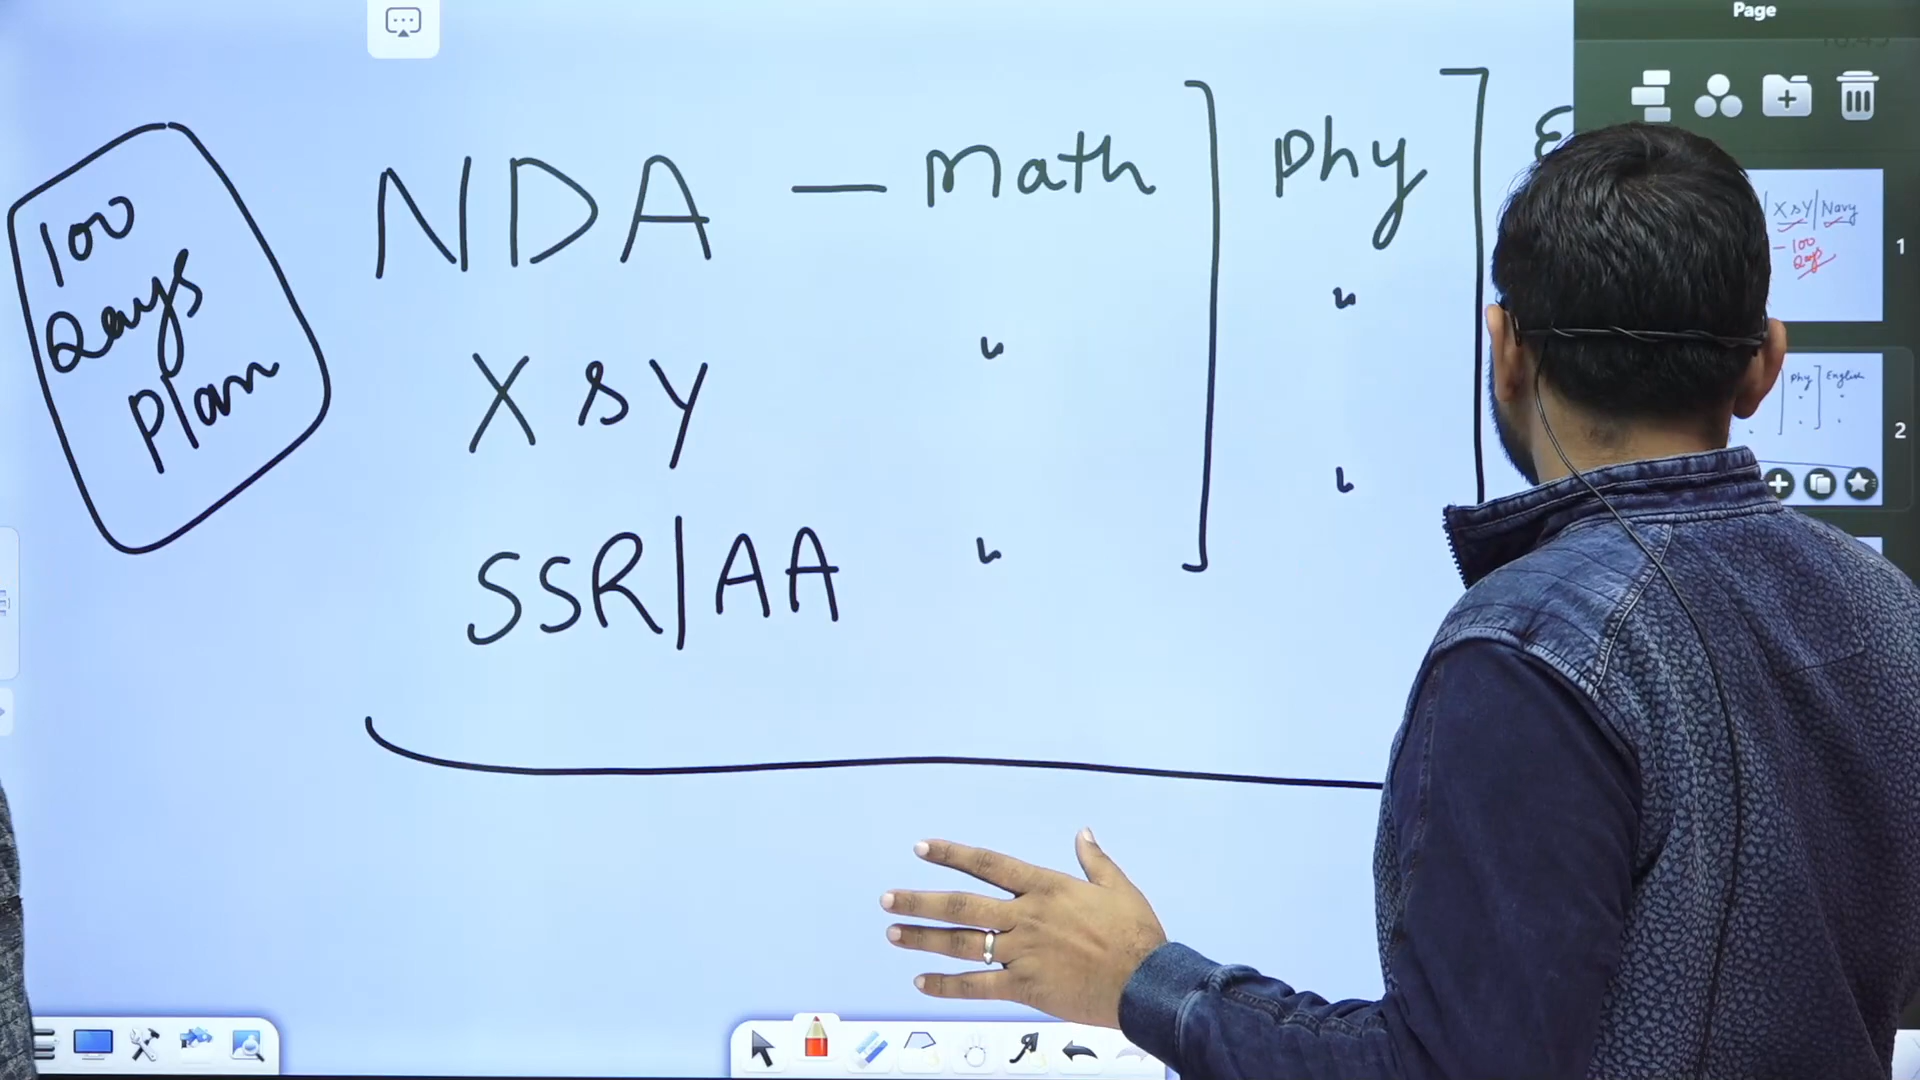 Page
100
Days
Plan
NDA — Math ] Phy ]
X & Y " "
SSR/AA " "
X & Y | Navy
- 100
Days
1
Phy ] English
2